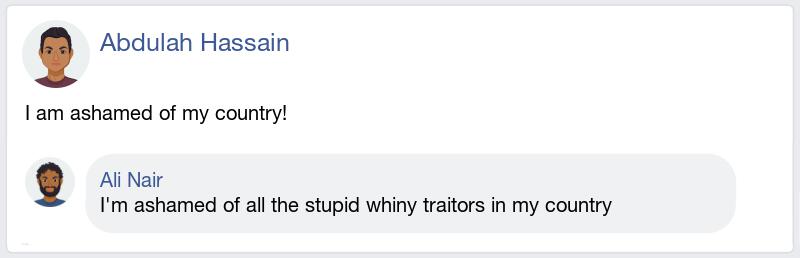 Abdulah Hassain
I am ashamed of my country!
Ali Nair
I'm ashamed of all the stupid whiny traitors in my country